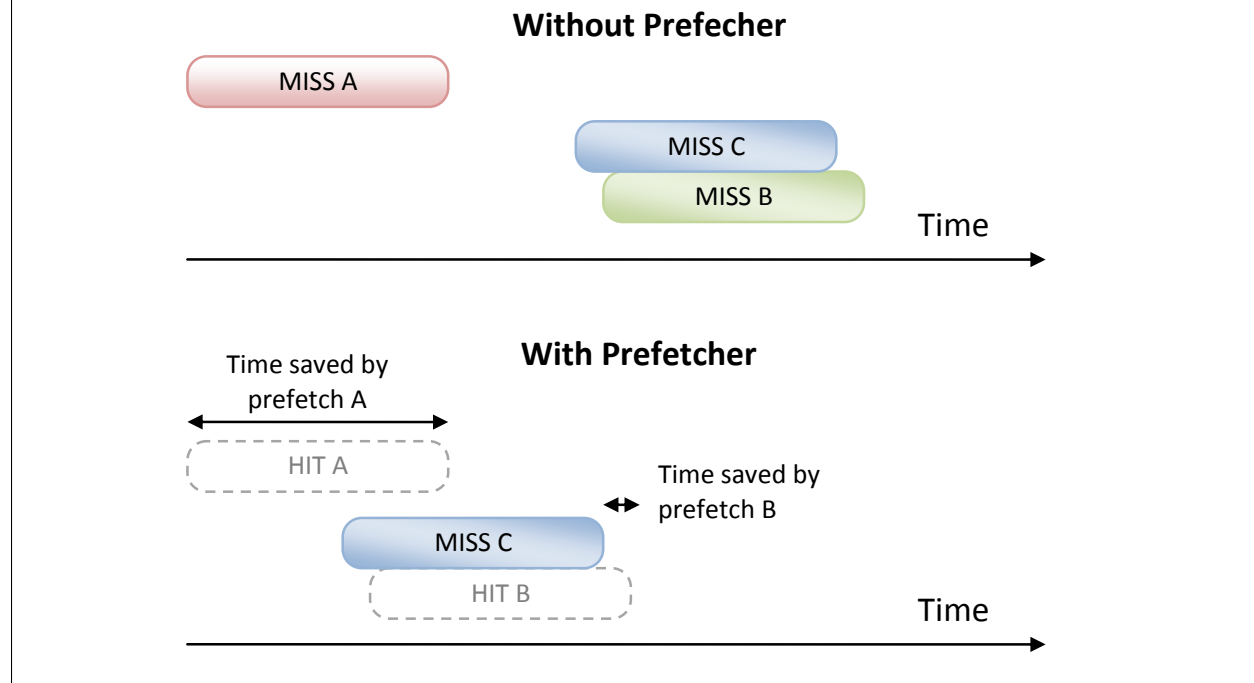 Without Prefecher
MISS A
MISS C
MISS B
Time
With Prefetcher
Time saved by
prefetch A
HIT A
Time saved by
prefetch B
MISS C
HIT B
Time